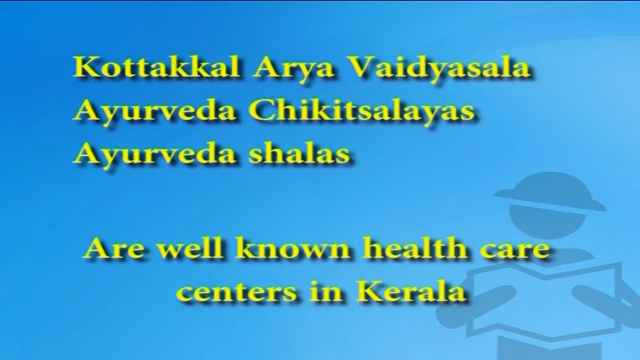 Kottakkal Arya Vaidyasala
Ayurveda Chikitsalayas
Ayurveda shalas
Are well known health care
centers in Kerala